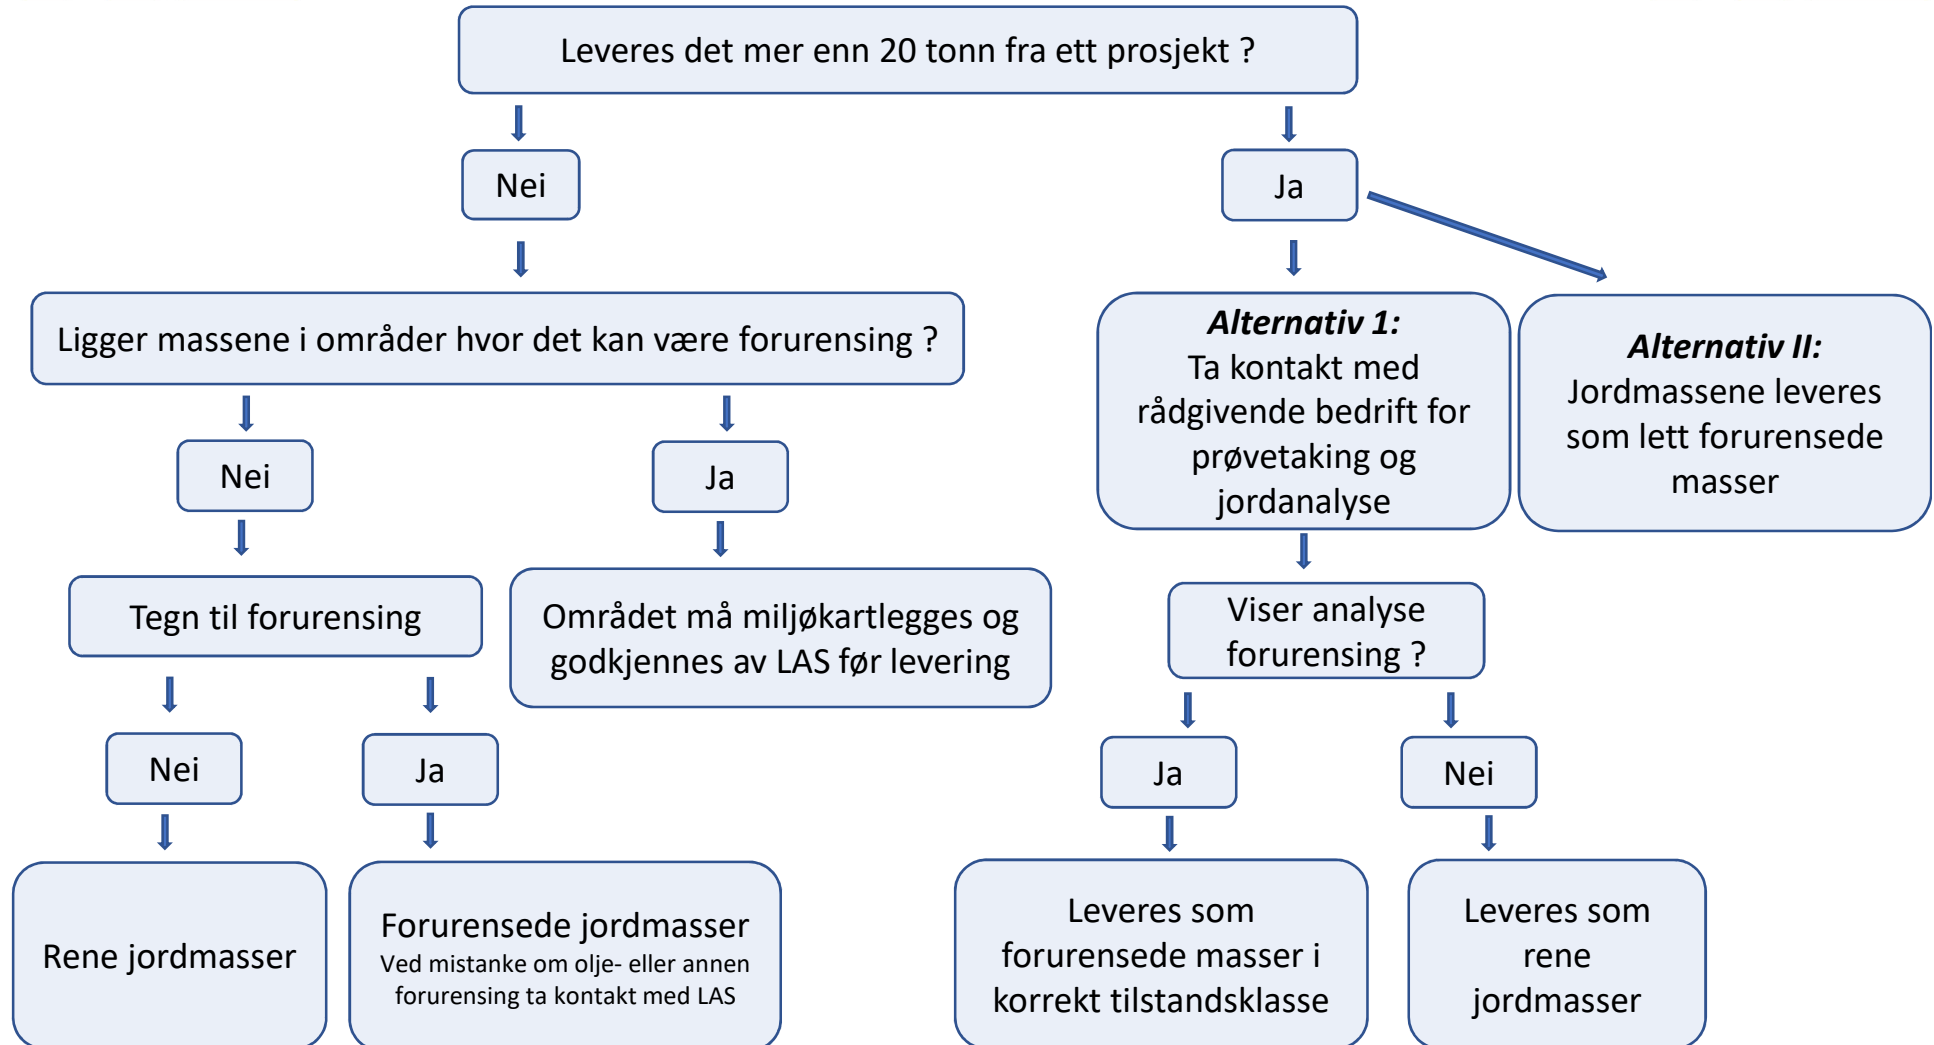 Leveres det mer enn 20 tonn fra ett prosjekt ?
Nei
Ja
Ligger massene i områder hvor det kan være forurensing ?
Alternativ 1:
Ta kontakt med
rådgivende bedrift for
prøvetaking og
jordanalyse
Alternativ II:
Jordmassene leveres
som lett forurensede
masser
Nei
Ja
Tegn til forurensing
Området må miljøkartlegges og
godkjennes av LAS før levering
Viser analyse
forurensing ?
Nei
Ja
Ja
Nei
Rene jordmasser
Forurensede jordmasser
Ved mistanke om olje- eller annen
forurensing ta kontakt med LAS
Leveres som
forurensede masser i
korrekt tilstandsklasse
Leveres som
rene
jordmasser